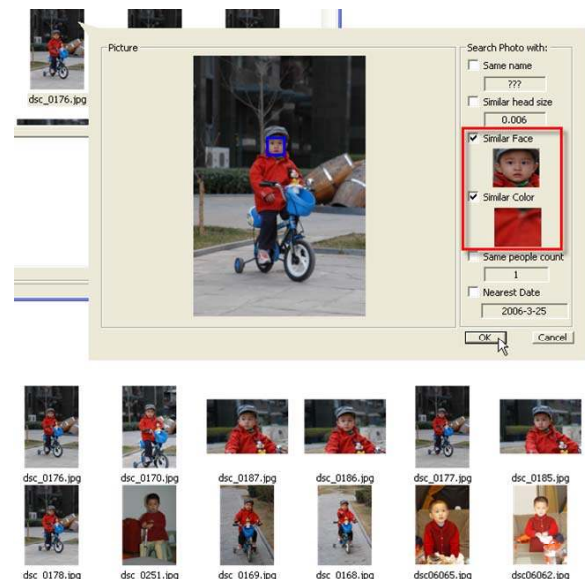 dsc_0176.jpg
Picture
Search Photo with:
Same name
???
Similar head size
0.006
Similar Face
Similar Color
Same people count
1
Nearest Date
2006-3-25
OK
Cancel
dsc_0176.jpg dsc_0170.jpg dsc_0187.jpg dsc_0186.jpg dsc_0177.jpg dsc_0185.jpg
dsc_0178.jpg dsc_0251.jpg dsc_0169.jpg dsc_0168.jpg dsc06065.jpg dsc06062.jpg